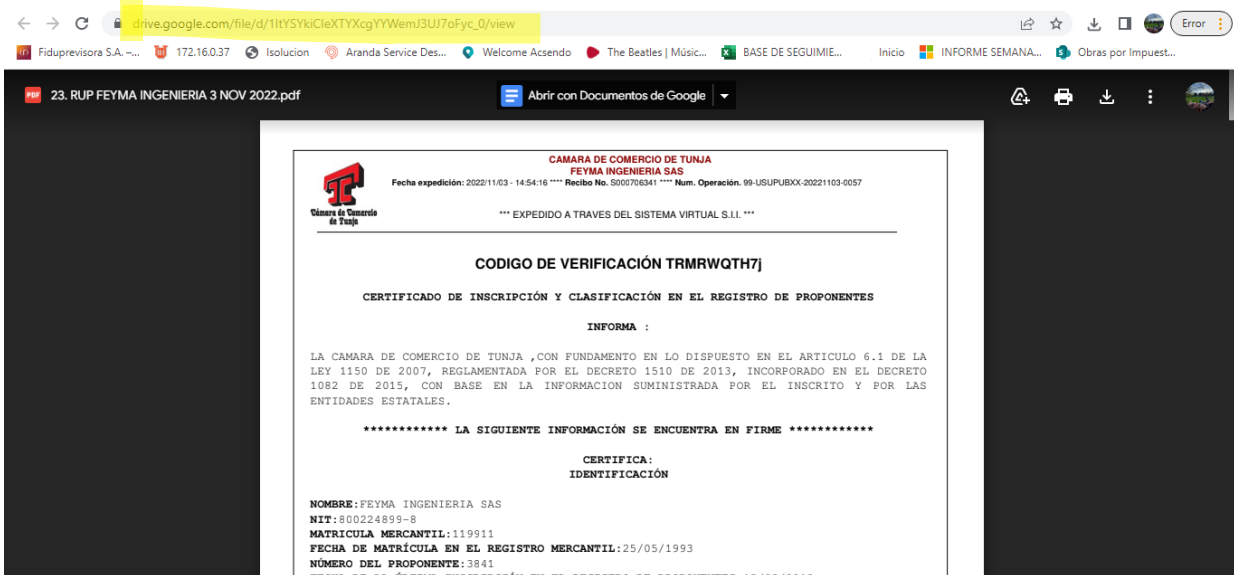 drive.google.com/file/d/1ItYSYkiCIeXTYXcgYYWemJ3UJ7oFyc_0/view
Error
Fiduprevisora S.A. –... 172.16.0.37 Isolucion Aranda Service Des... Welcome Acsendo The Beatles | Músic... BASE DE SEGUIMIE... Inicio INFORME SEMANA... Obras por Impuest...
PDF 23. RUP FEYMA INGENIERIA 3 NOV 2022.pdf
Abrir con Documentos de Google
CAMARA DE COMERCIO DE TUNJA
FEYMA INGENIERIA SAS
Fecha expedición: 2022/11/03 - 14:54:16 **** Recibo No. S000706341 **** Num. Operación. 99-USUPUBXX-20221103-0057
Cámara de Comercio
de Tunja
*** EXPEDIDO A TRAVES DEL SISTEMA VIRTUAL S.I.I. ***
CODIGO DE VERIFICACIÓN TRMRWQTH7j
CERTIFICADO DE INSCRIPCIÓN Y CLASIFICACIÓN EN EL REGISTRO DE PROPONENTES
INFORMA :
LA CAMARA DE COMERCIO DE TUNJA ,CON FUNDAMENTO EN LO DISPUESTO EN EL ARTICULO 6.1 DE LA
LEY 1150 DE 2007, REGLAMENTADA POR EL DECRETO 1510 DE 2013, INCORPORADO EN EL DECRETO
1082 DE 2015, CON BASE EN LA INFORMACION SUMINISTRADA POR EL INSCRITO Y POR LAS
ENTIDADES ESTATALES.
************ LA SIGUIENTE INFORMACIÓN SE ENCUENTRA EN FIRME ************
CERTIFICA:
IDENTIFICACIÓN
NOMBRE:FEYMA INGENIERIA SAS
NIT:800224899-8
MATRICULA MERCANTIL:119911
FECHA DE MATRÍCULA EN EL REGISTRO MERCANTIL:25/05/1993
NÚMERO DEL PROPONENTE:3841